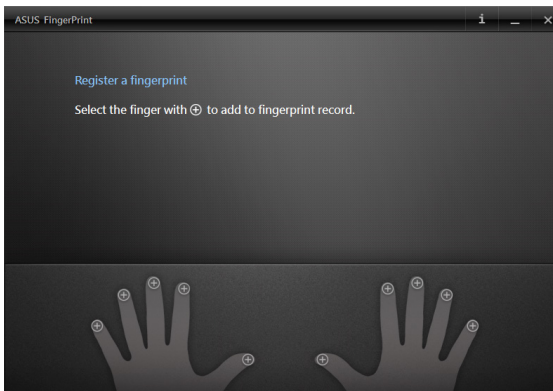 ASUS FingerPrint
Register a fingerprint
Select the finger with ⊕ to add to fingerprint record.